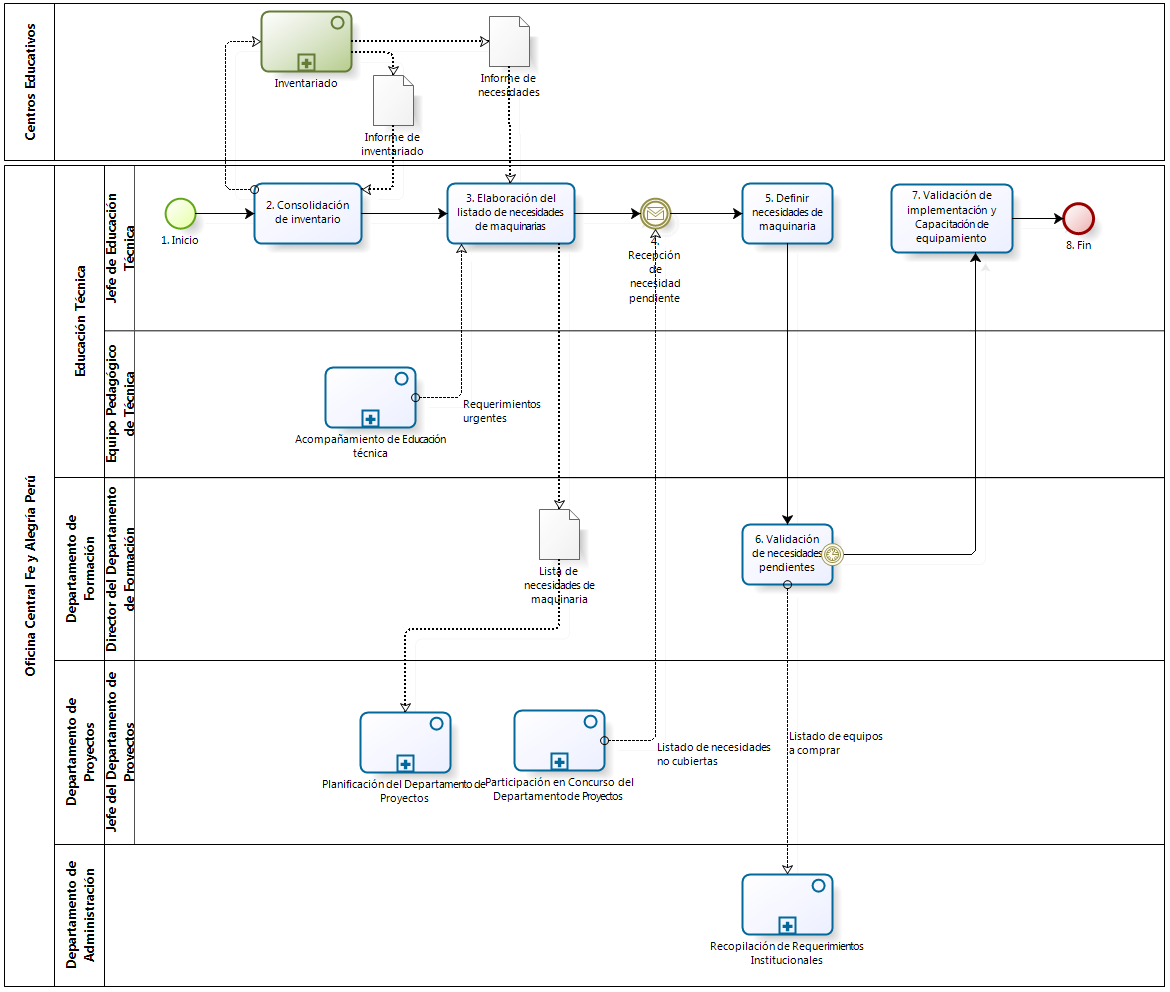 Centros Educativos
Inventariado
Informe de
necesidades
Informe de
inventariado
Oficina Central Fe y Alegría Perú
Educación Técnica
Jefe de Educación
Técnica
1. Inicio
2. Consolidación
de inventario
3. Elaboración del
listado de necesidades
de maquinarias
4.
Recepción
de
necesidad
pendiente
5. Definir
necesidades de
maquinaria
7. Validación de
implementación y
Capacitación de
equipamiento
8. Fin
Equipo Pedagógico
de Técnica
Acompañamiento de Educación
técnica
Requerimientos
urgentes
Departamento de
Formación
Director del Departamento
de Formación
Lista de
necesidades de
maquinaria
6. Validación
de necesidades
pendientes
Departamento de
Proyectos
Jefe del Departamento de
Proyectos
Planificación del Departamento de
Proyectos
Participación en Concurso del
Departamento de Proyectos
Listado de necesidades
no cubiertas
Listado de equipos
a comprar
Departamento de
Administración
Recopilación de Requerimientos
Institucionales